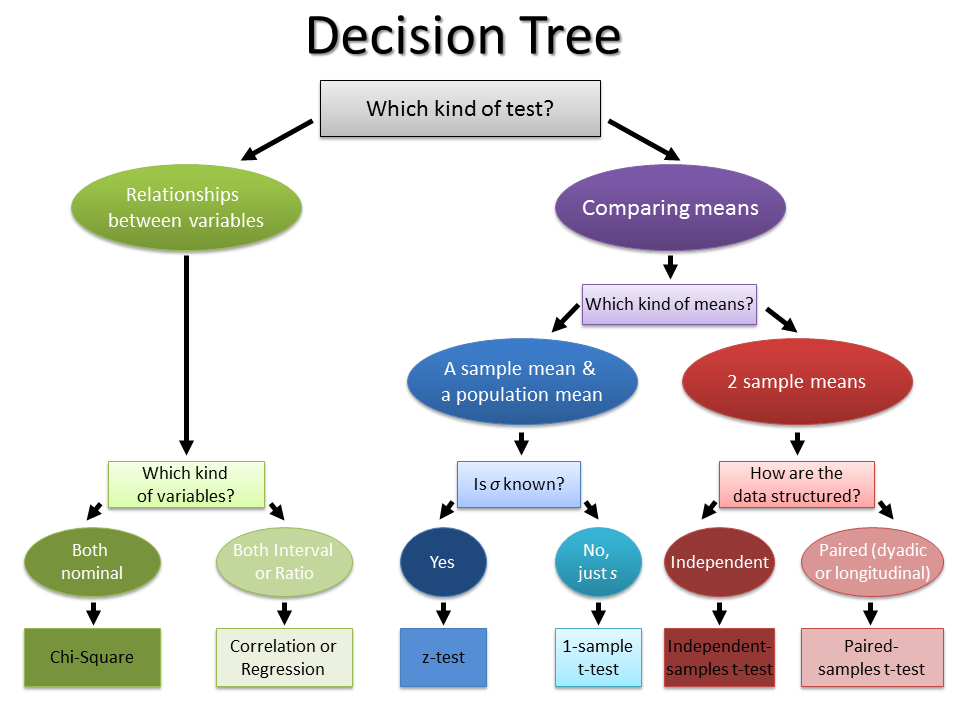 Decision Tree
Which kind of test?
Relationships
between variables
Comparing means
Which kind of means?
A sample mean &
a population mean
2 sample means
Which kind
of variables?
Is σ known?
How are the
data structured?
Both
nominal
Both Interval
or Ratio
Yes
No,
just s
Independent
Paired (dyadic
or longitudinal)
Chi-Square
Correlation or
Regression
z-test
1-sample
t-test
Independent-
samples t-test
Paired-
samples t-test